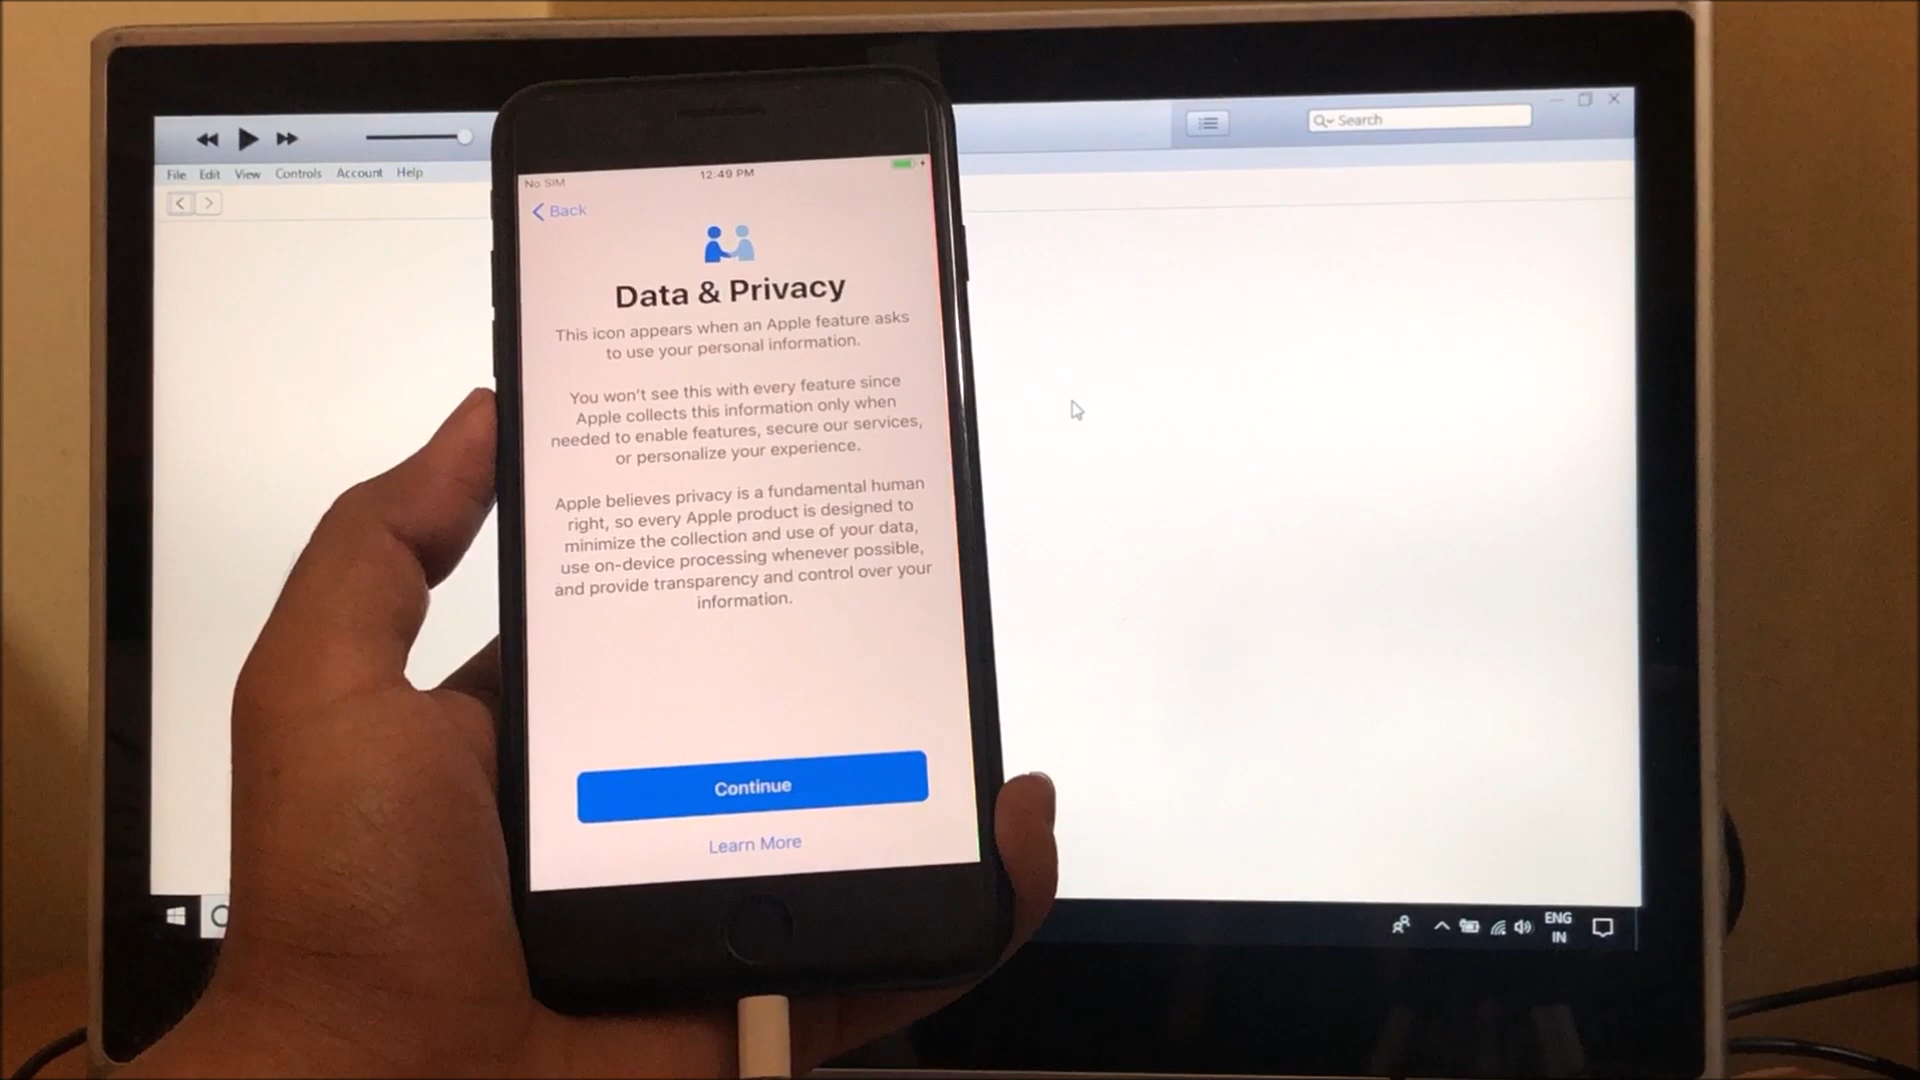 Search
File Edit View Controls Account Help
No SIM 12:49 PM
Back
Data & Privacy
This icon appears when an Apple feature asks
to use your personal information.
You won't see this with every feature since
Apple collects this information only when
needed to enable features, secure our services,
or personalize your experience.
Apple believes privacy is a fundamental human
right, so every Apple product is designed to
minimize the collection and use of your data,
use on-device processing whenever possible,
and provide transparency and control over your
information.
Continue
Learn More
ENG
IN